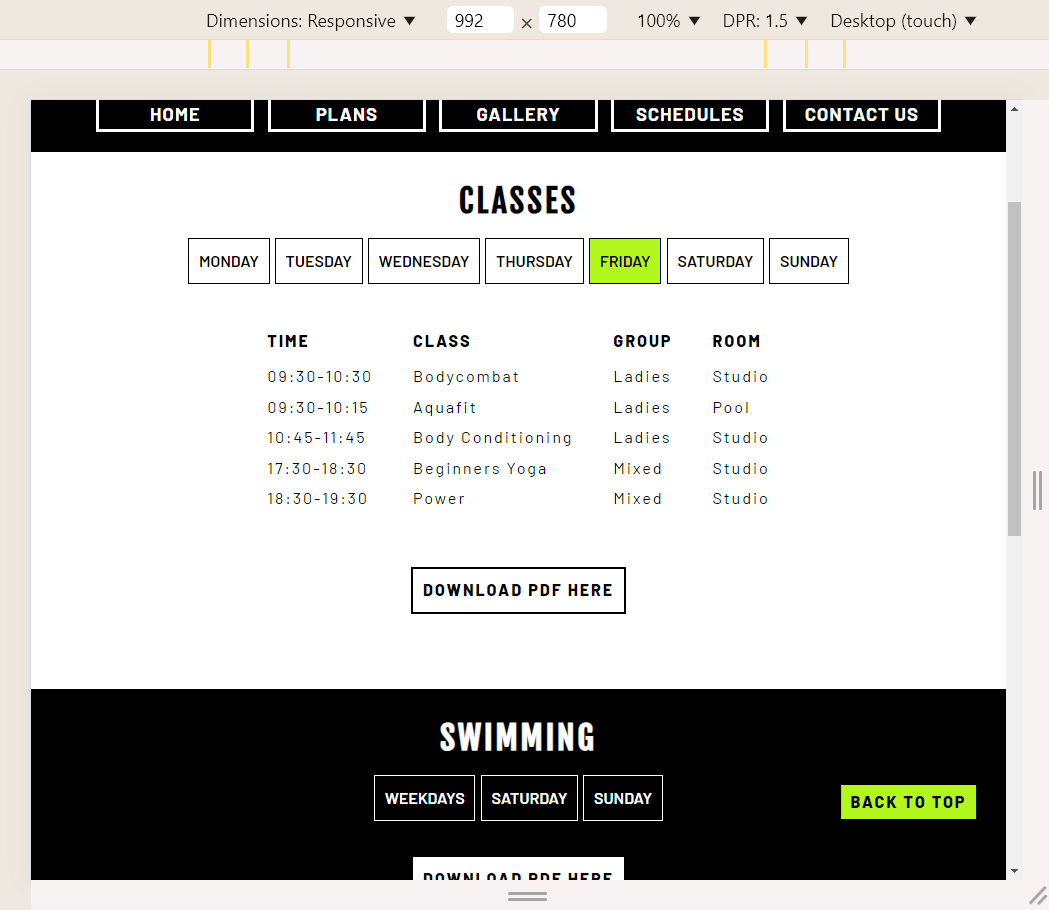 Dimensions: Responsive ▼ 992 × 780 100% ▼ DPR: 1.5 ▼ Desktop (touch) ▼
HOME PLANS GALLERY SCHEDULES CONTACT US
CLASSES
MONDAY TUESDAY WEDNESDAY THURSDAY FRIDAY SATURDAY SUNDAY
TIME CLASS GROUP ROOM
09:30-10:30 Bodycombat Ladies Studio
09:30-10:15 Aquafit Ladies Pool
10:45-11:45 Body Conditioning Ladies Studio
17:30-18:30 Beginners Yoga Mixed Studio
18:30-19:30 Power Mixed Studio
DOWNLOAD PDF HERE
SWIMMING
WEEKDAYS SATURDAY SUNDAY
BACK TO TOP
DOWNLOAD PDF HERE